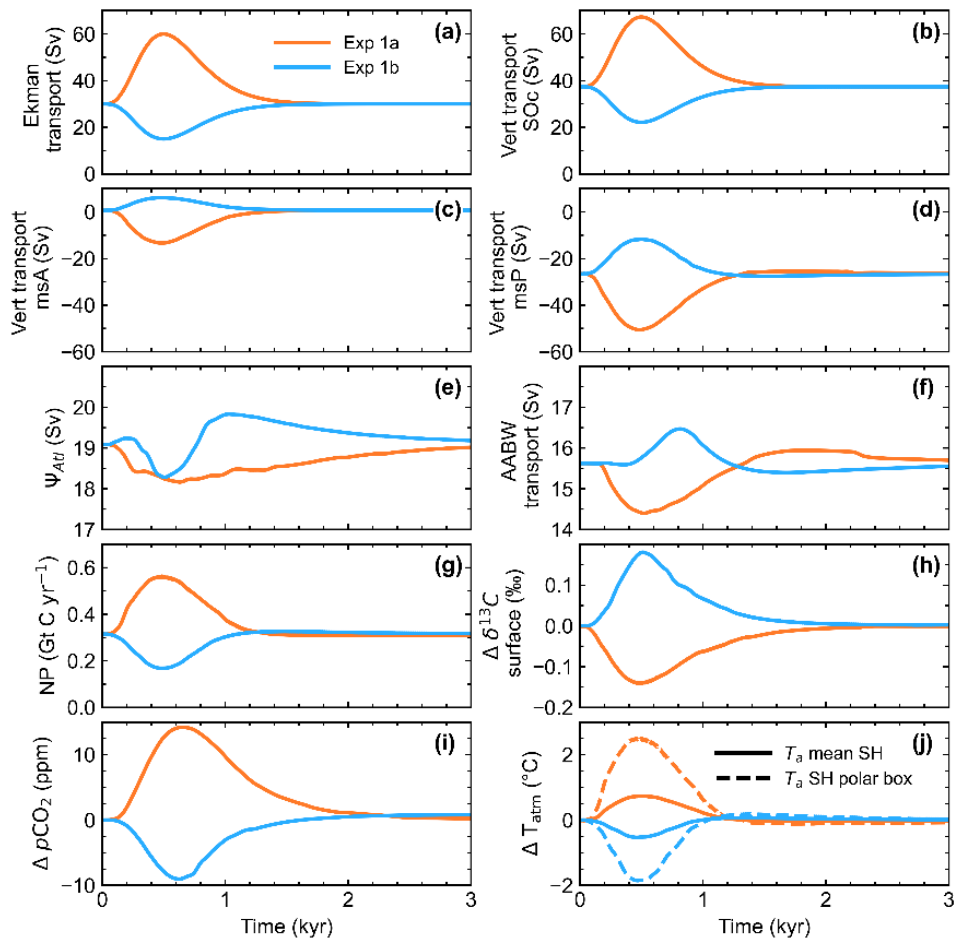 (a)
Exp 1a
Exp 1b
Ekman
transport (Sv)
60
40
20
0
(b)
Vert transport
SOc (Sv)
60
40
20
0
(c)
Vert transport
msA (Sv)
0
−20
−40
−60
(d)
Vert transport
msP (Sv)
0
−20
−40
−60
(e)
Ψ_Atl (Sv)
20
19
18
17
(f)
AABW
transport (Sv)
17
16
15
14
(g)
NP (Gt C yr⁻¹)
0.6
0.4
0.2
0.0
(h)
Δ δ¹³C
surface (‰)
0.1
0.0
−0.1
−0.2
(i)
Δ pCO₂ (ppm)
10
0
−10
0
1
2
3
Time (kyr)
(j)
Tₐ mean SH
Tₐ SH polar box
Δ T_atm (°C)
2
0
−2
0
1
2
3
Time (kyr)